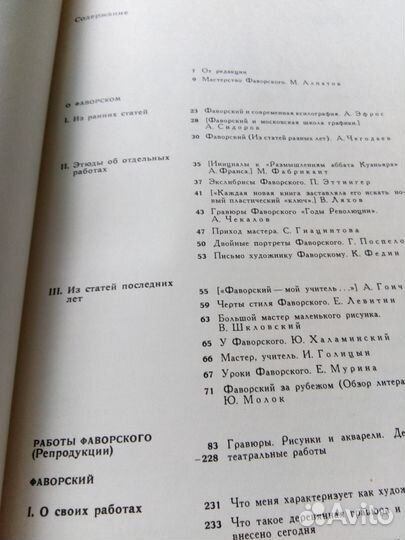 Содержание
7 От редакции
9 Мастерство Фаворского. М. Алпатов
О ФАВОРСКОМ
I. Из ранних статей
23 Фаворский и современная ксилография. А. Эфрос
28 [Фаворский и московская школа графики].
А. Сидоров
30 Фаворский (Из статей разных лет). А. Чегодаев
II. Этюды об отдельных
работах
35 [Инициалы к «Размышлениям аббата Куаньяра»
А. Франса.] М. Фабрикант
37 Экслибрисы Фаворского. П. Эттингер
41 [«Каждая новая книга заставляла его искать
пластический «ключ».] В. Ляхов
43 Гравюры Фаворского «Годы Революции».
А. Чекалов
47 Приход мастера. С. Гиацинтова
50 Двойные портреты Фаворского. Г. Поспело
53 Письмо художнику Фаворскому. К. Федин
III. Из статей последних
лет
55 [«Фаворский — мой учитель...»] А. Гонч
59 Черты стиля Фаворского. Е. Левитин
63 Большой мастер маленького рисунка.
В. Шкловский
65 У Фаворского. Ю. Халаминский
66 Мастер, учитель. И. Голицын
67 Уроки Фаворского. Е. Мурина
71 Фаворский за рубежом (Обзор литера
Ю. Молок
РАБОТЫ ФАВОРСКОГО
(Репродукции)
83 Гравюры. Рисунки и акварели. Де
–228 театральные работы
ФАВОРСКИЙ
I. О своих работах
231 Что меня характеризует как худож
233 Что такое деревянная гравюра и
внесено сегодня
Avito